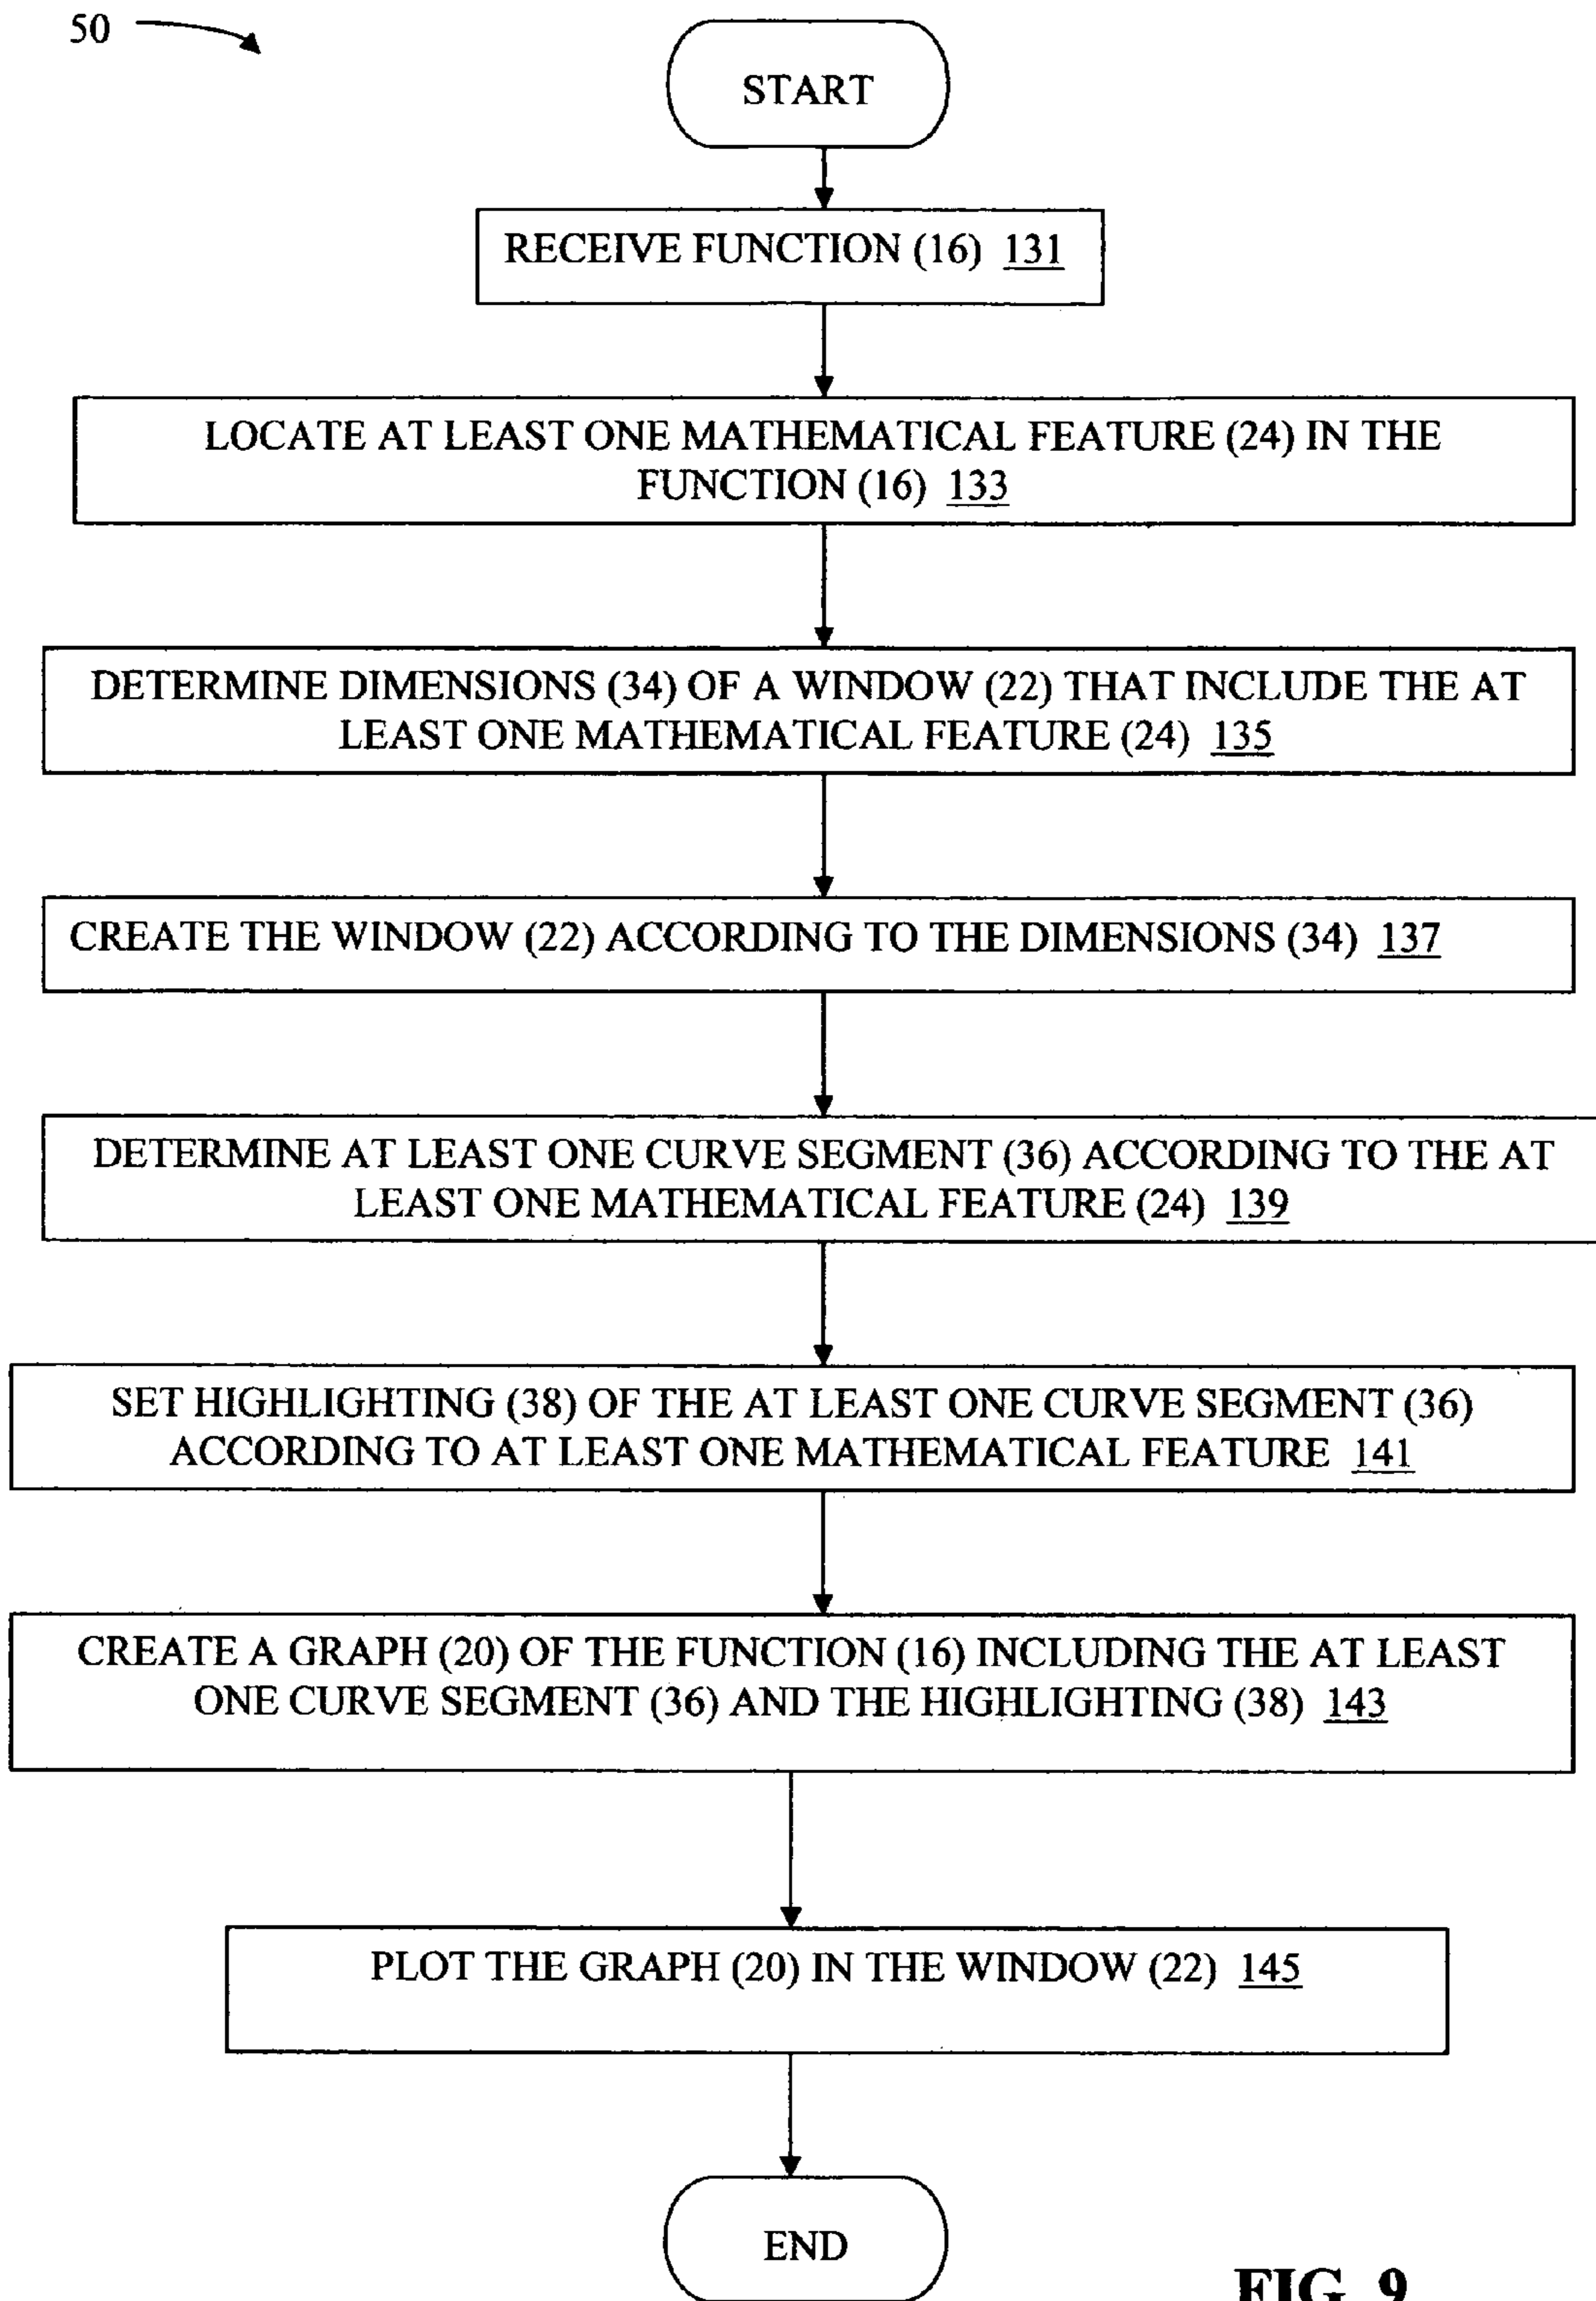 50
START
RECEIVE FUNCTION (16) 131
LOCATE AT LEAST ONE MATHEMATICAL FEATURE (24) IN THE
FUNCTION (16) 133
DETERMINE DIMENSIONS (34) OF A WINDOW (22) THAT INCLUDE THE AT
LEAST ONE MATHEMATICAL FEATURE (24) 135
CREATE THE WINDOW (22) ACCORDING TO THE DIMENSIONS (34) 137
DETERMINE AT LEAST ONE CURVE SEGMENT (36) ACCORDING TO THE AT
LEAST ONE MATHEMATICAL FEATURE (24) 139
SET HIGHLIGHTING (38) OF THE AT LEAST ONE CURVE SEGMENT (36)
ACCORDING TO AT LEAST ONE MATHEMATICAL FEATURE 141
CREATE A GRAPH (20) OF THE FUNCTION (16) INCLUDING THE AT LEAST
ONE CURVE SEGMENT (36) AND THE HIGHLIGHTING (38) 143
PLOT THE GRAPH (20) IN THE WINDOW (22) 145
END
FIG. 9